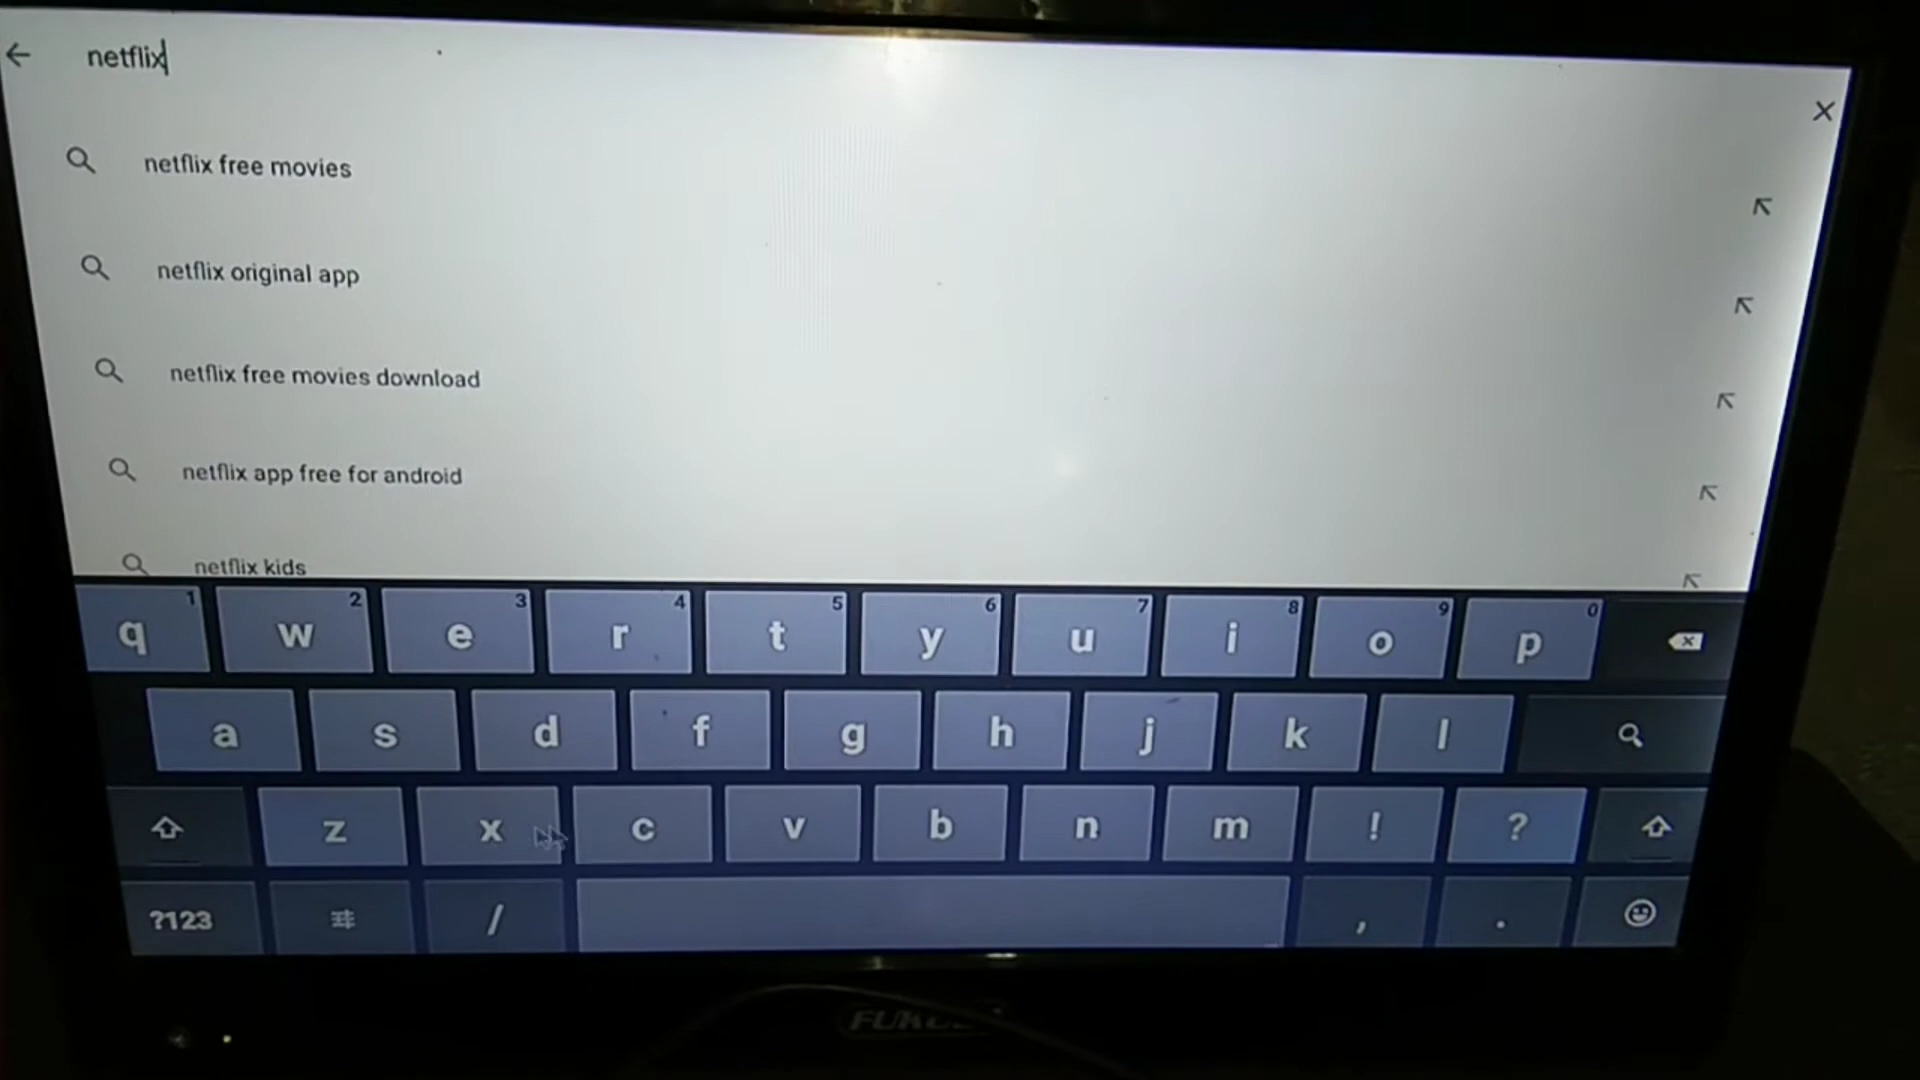 netflix
netflix free movies
netflix original app
netflix free movies download
netflix app free for android
netflix kids
1 2 3 4 5 6 7 8 9 0
q w e r t y u i o p
a s d f g h j k l
z x c v b n m ! ?
?123 / , .